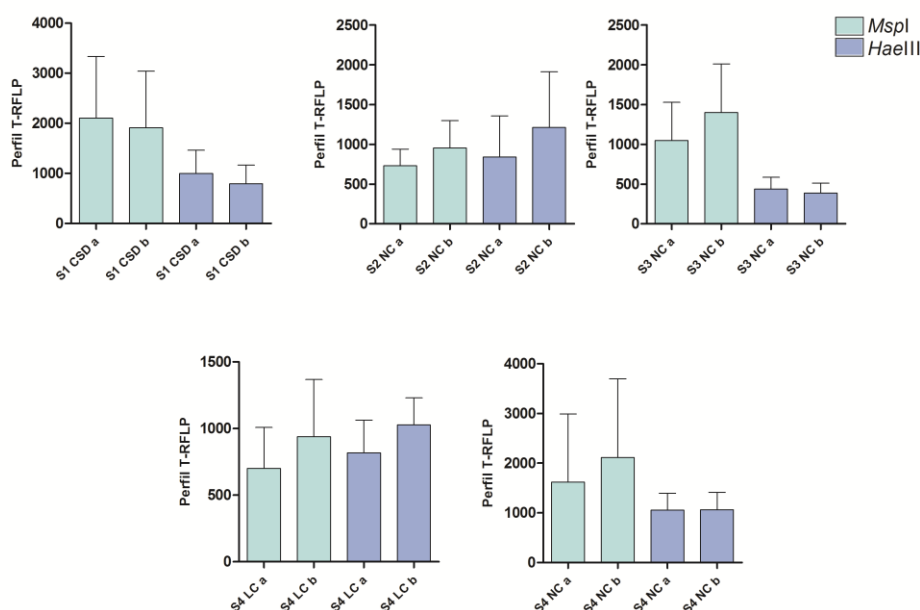 MspI
HaeIII
Perfil T-RFLP
4000
3000
2000
1000
0
S1 CSD a
S1 CSD b
S1 CSD a
S1 CSD b
Perfil T-RFLP
2500
2000
1500
1000
500
0
S2 NC a
S2 NC b
S2 NC a
S2 NC b
Perfil T-RFLP
2500
2000
1500
1000
500
0
S3 NC a
S3 NC b
S3 NC a
S3 NC b
Perfil T-RFLP
1500
1000
500
0
S4 LC a
S4 LC b
S4 LC a
S4 LC b
Perfil T-RFLP
4000
3000
2000
1000
0
S4 NC a
S4 NC b
S4 NC a
S4 NC b